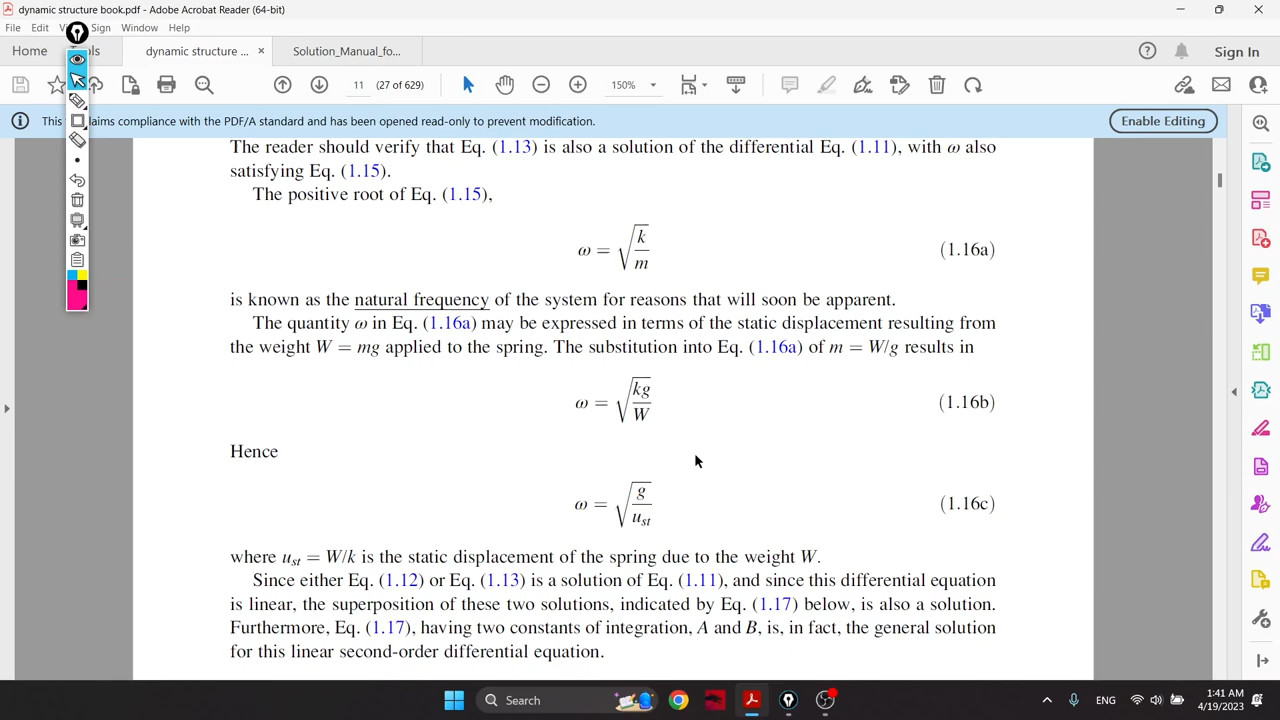 dynamic structure book.pdf - Adobe Acrobat Reader (64-bit)
File Edit Sign Window Help
Home dynamic structure ... × Solution_Manual_fo... Sign In
11 (27 of 629) 150%
This claims compliance with the PDF/A standard and has been opened read-only to prevent modification. Enable Editing
The reader should verify that Eq. (1.13) is also a solution of the differential Eq. (1.11), with ω also
satisfying Eq. (1.15).
The positive root of Eq. (1.15),
ω = √(k/m) (1.16a)
is known as the natural frequency of the system for reasons that will soon be apparent.
The quantity ω in Eq. (1.16a) may be expressed in terms of the static displacement resulting from
the weight W = mg applied to the spring. The substitution into Eq. (1.16a) of m = W/g results in
ω = √(kg/W) (1.16b)
Hence
ω = √(g/u_st) (1.16c)
where u_st = W/k is the static displacement of the spring due to the weight W.
Since either Eq. (1.12) or Eq. (1.13) is a solution of Eq. (1.11), and since this differential equation
is linear, the superposition of these two solutions, indicated by Eq. (1.17) below, is also a solution.
Furthermore, Eq. (1.17), having two constants of integration, A and B, is, in fact, the general solution
for this linear second-order differential equation.
Search ENG 1:41 AM
4/19/2023